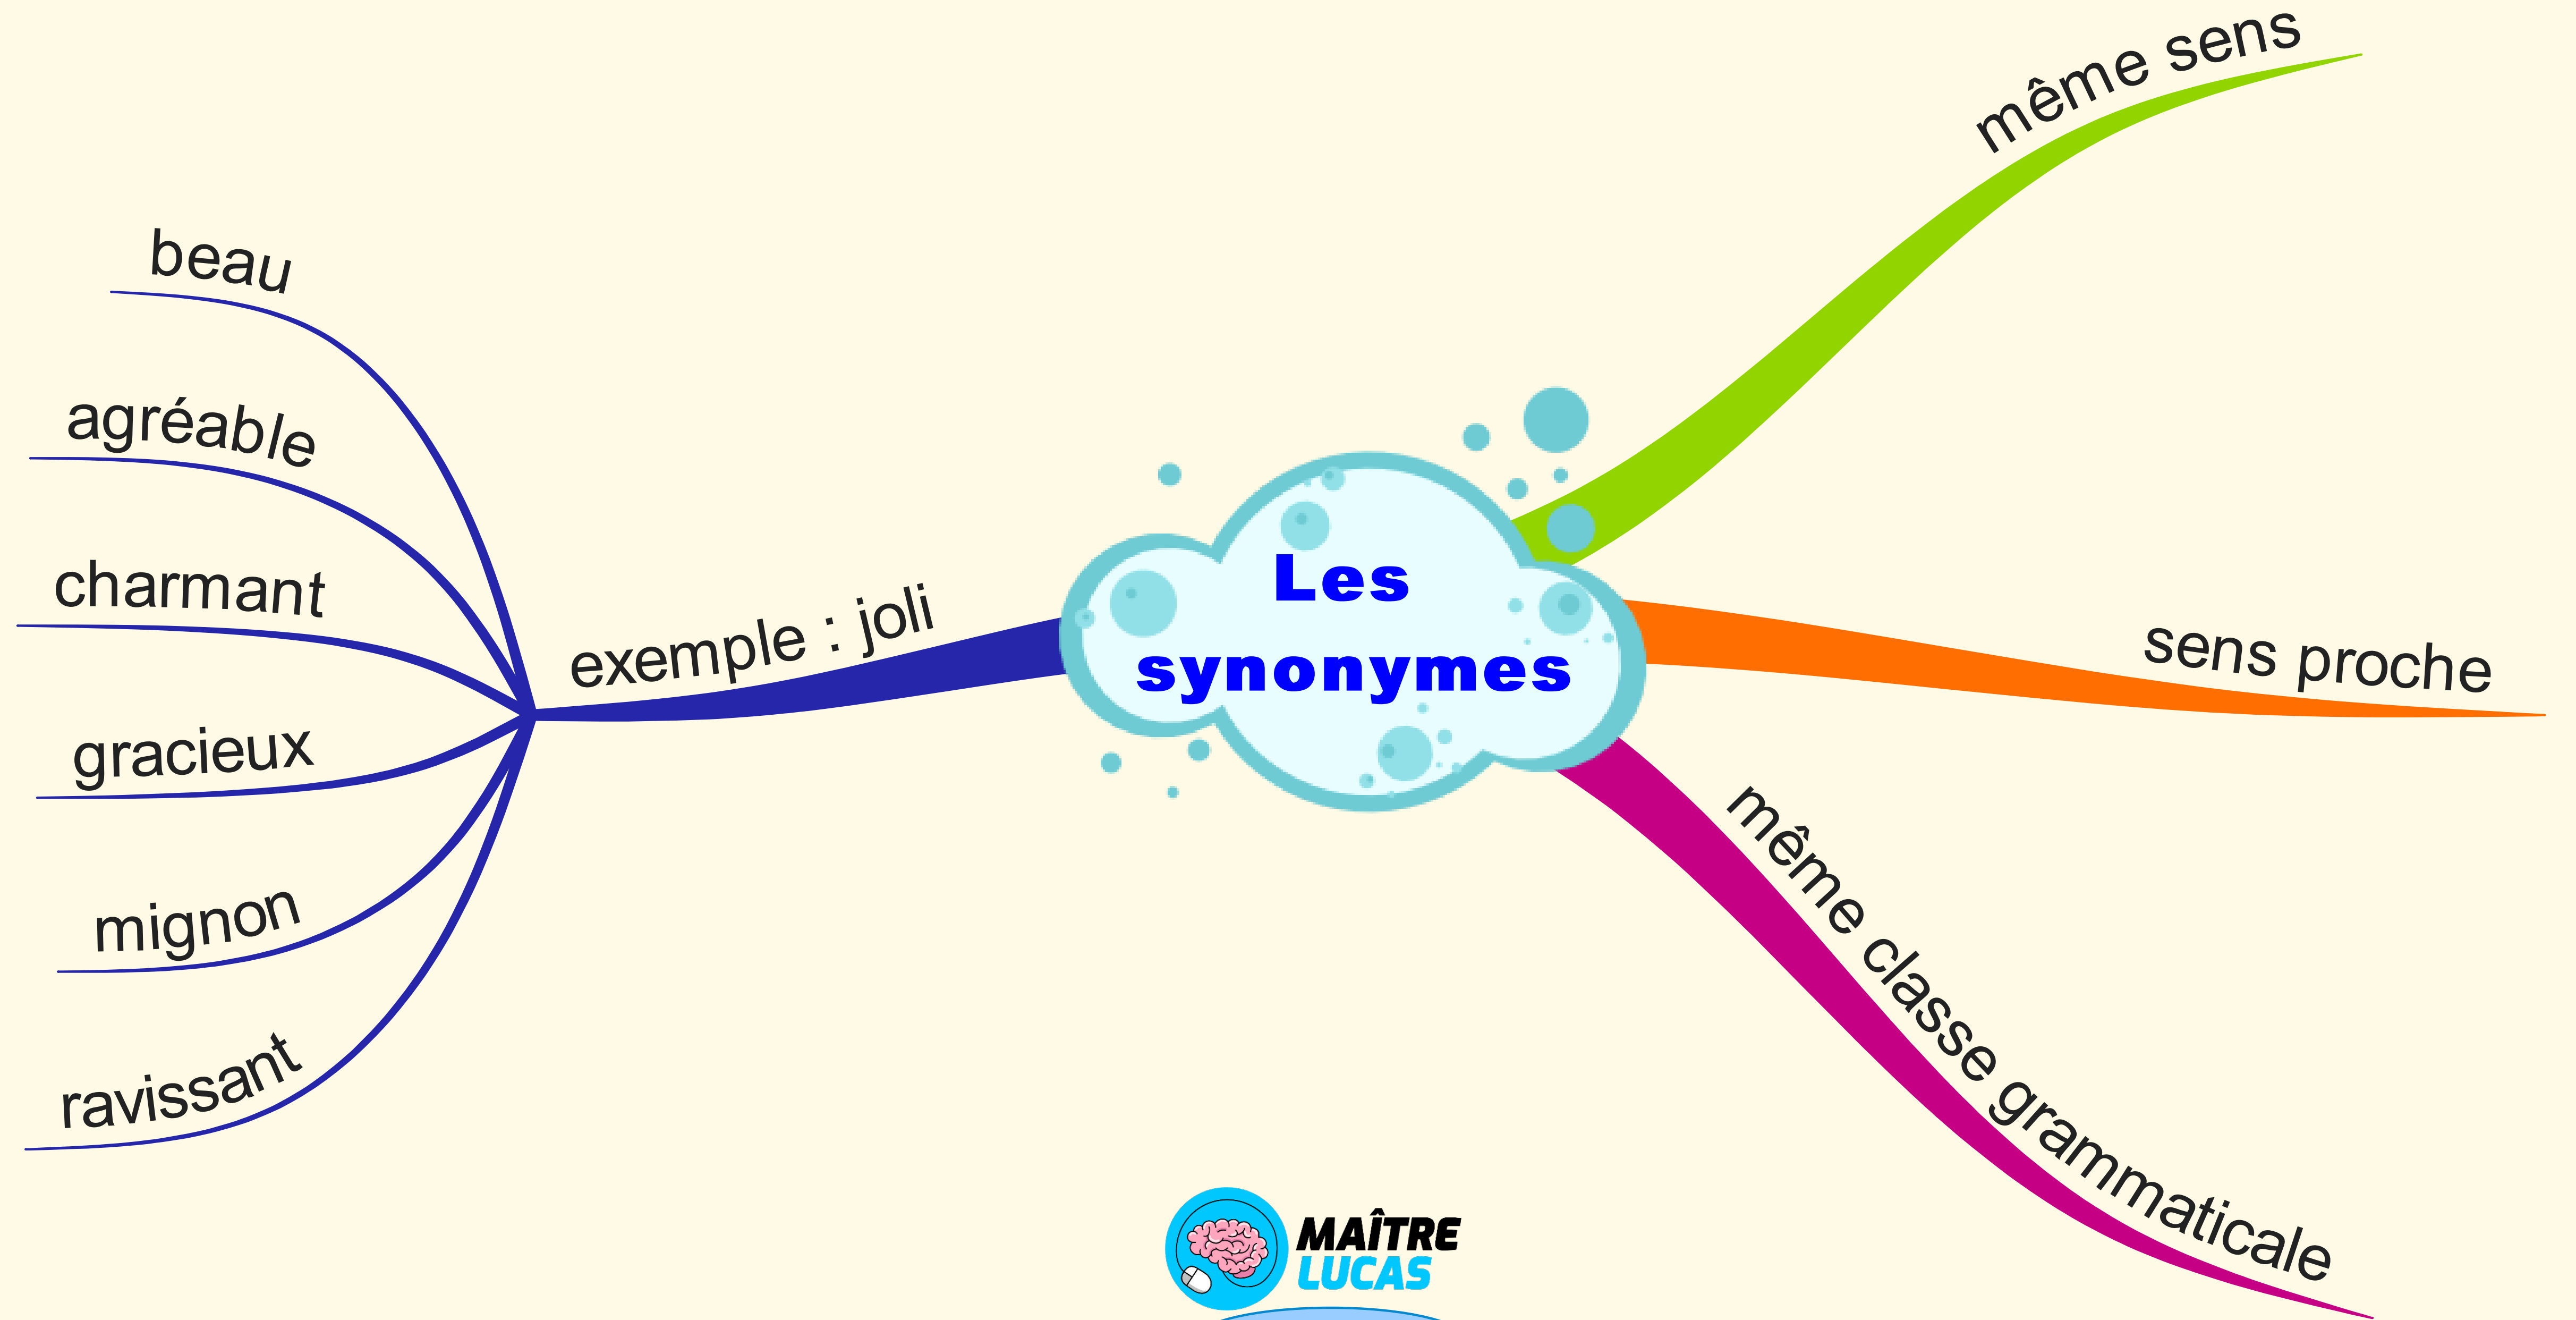 Les
synonymes
même sens
sens proche
même classe grammaticale
exemple : joli
beau
agréable
charmant
gracieux
mignon
ravissant
MAÎTRE
LUCAS